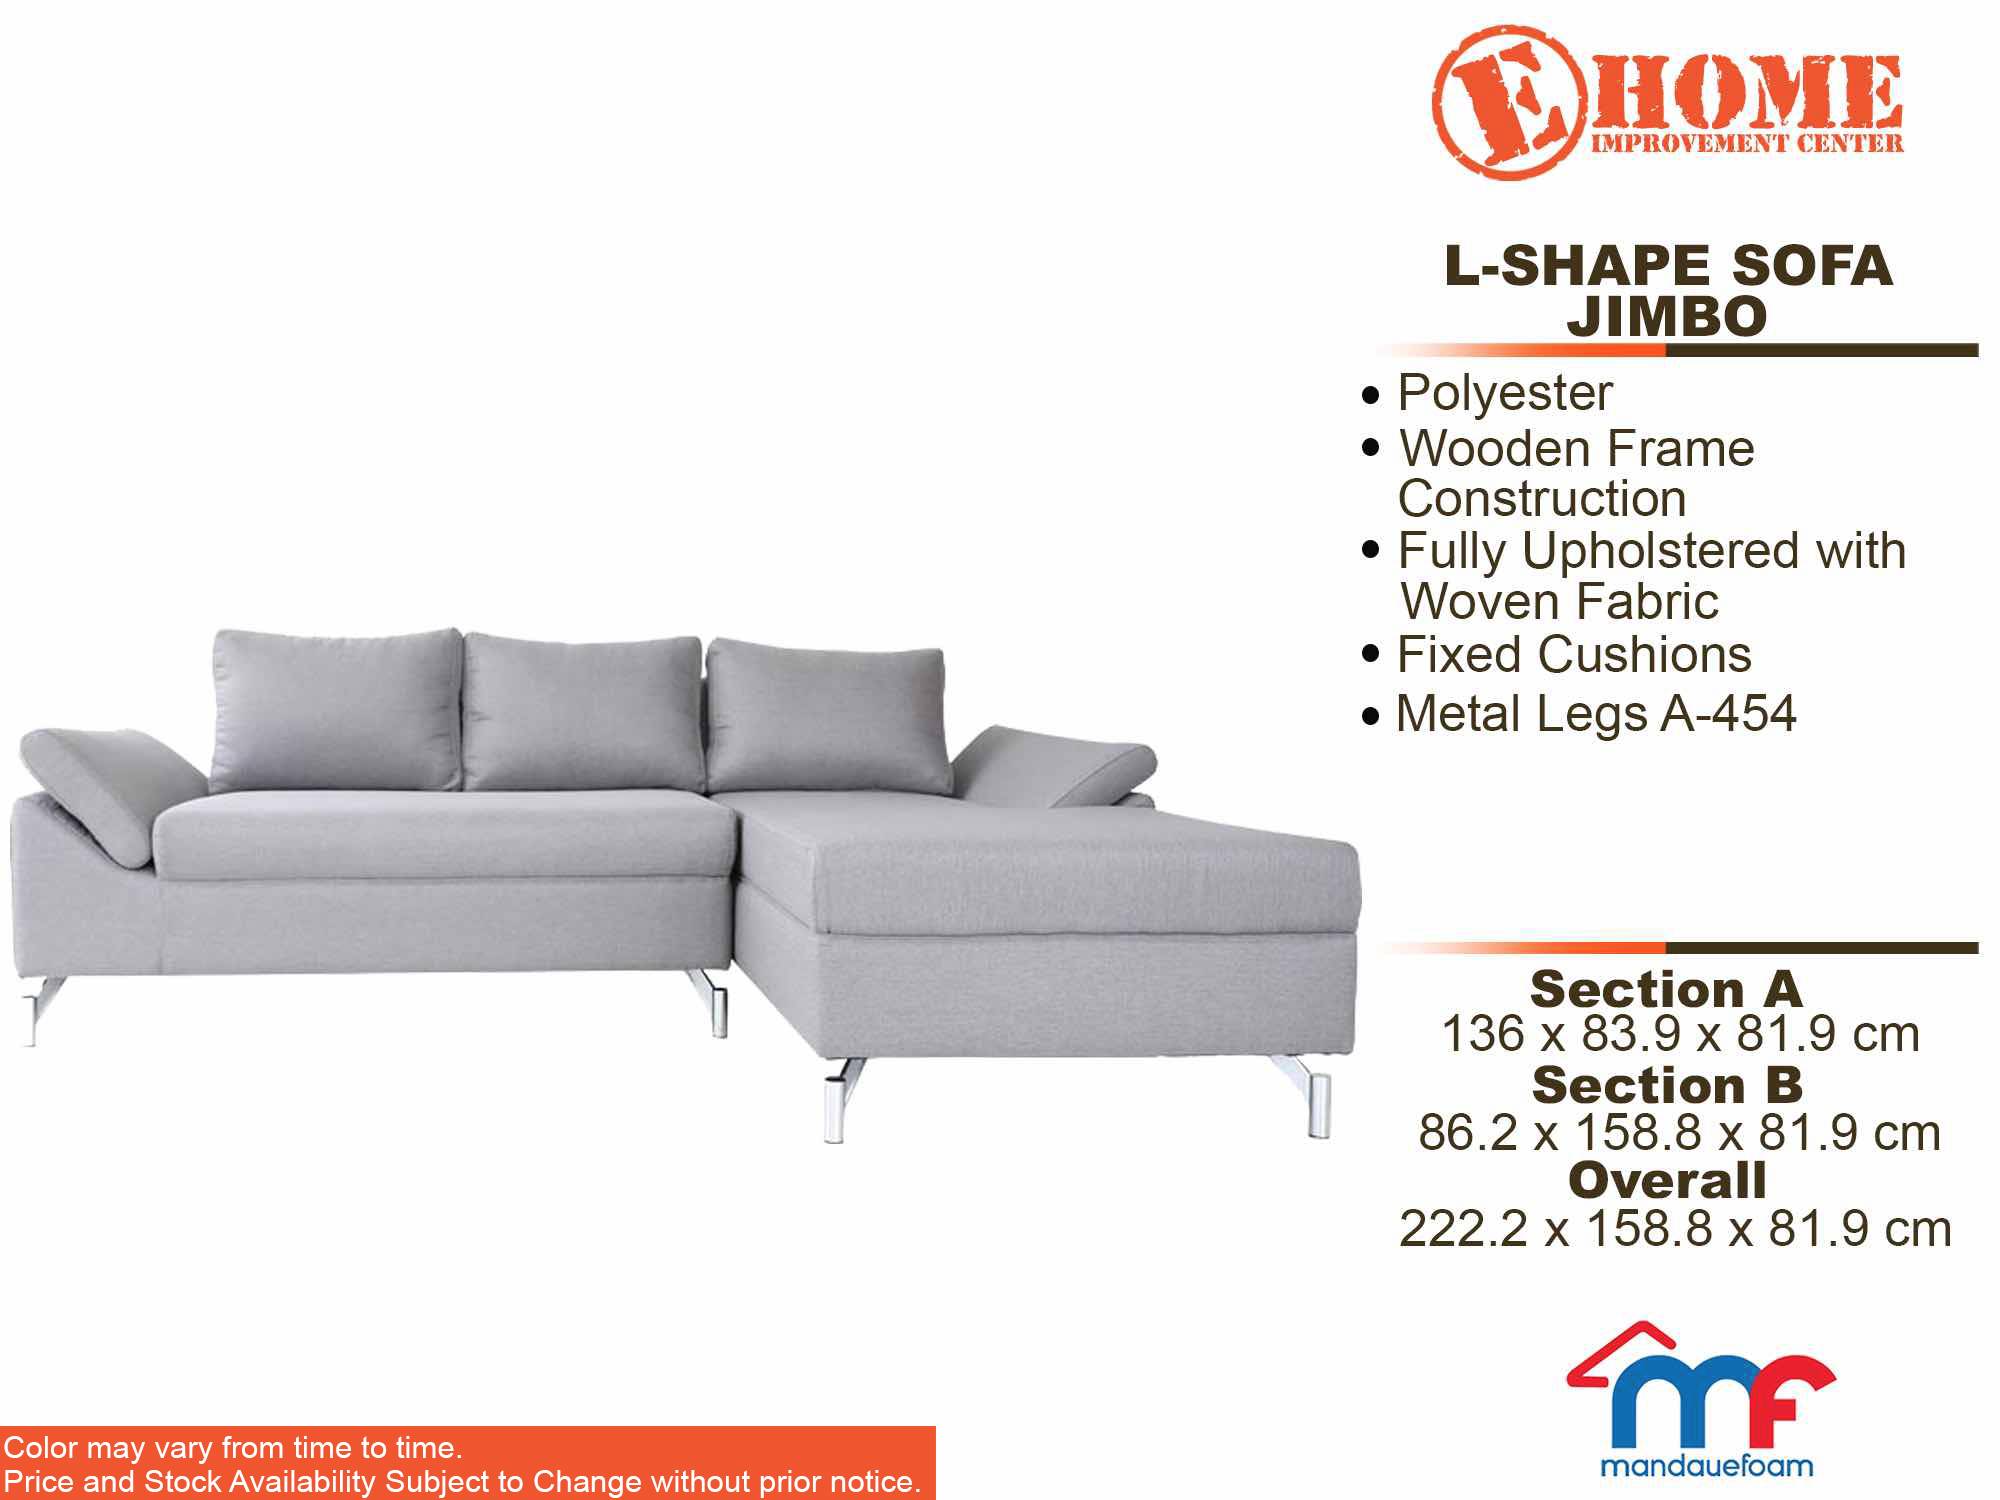 E HOME
IMPROVEMENT CENTER
L-SHAPE SOFA
JIMBO
• Polyester
• Wooden Frame
Construction
• Fully Upholstered with
Woven Fabric
• Fixed Cushions
• Metal Legs A-454
Section A
136 x 83.9 x 81.9 cm
Section B
86.2 x 158.8 x 81.9 cm
Overall
222.2 x 158.8 x 81.9 cm
mf
mandauefoam
Color may vary from time to time.
Price and Stock Availability Subject to Change without prior notice.